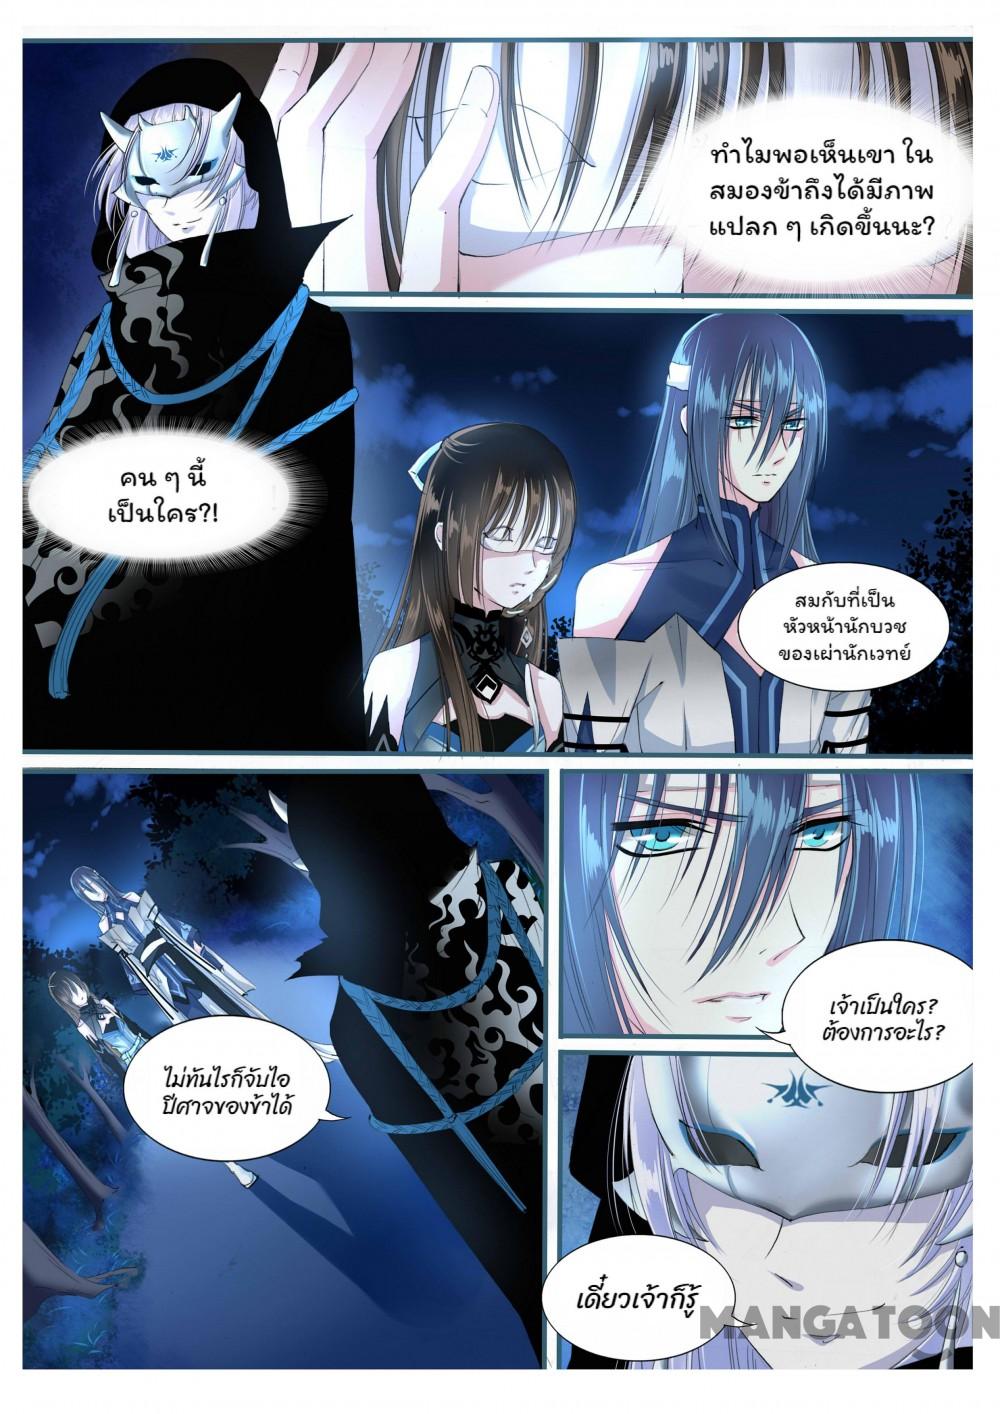 ทำไมพอเห็นเขา ใน
สมองข้าถึงได้มีภาพ
แปลก ๆ เกิดขึ้นนะ?
คน ๆ นี้
เป็นใคร?!
สมกับที่เป็น
หัวหน้านักบวช
ของเผ่านักเวทย์
ไม่ทันไรก็จับไอ
ปีศาจของข้าได้
เจ้าเป็นใคร?
ต้องการอะไร?
เดี๋ยวเจ้าก็รู้
MANGATOON